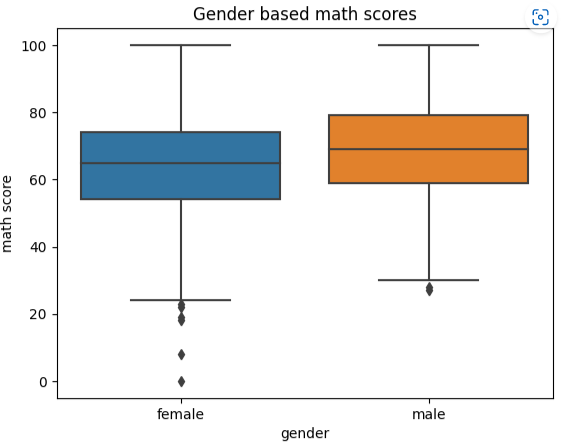 Gender based math scores
100
80
60
40
20
0
math score
female
male
gender